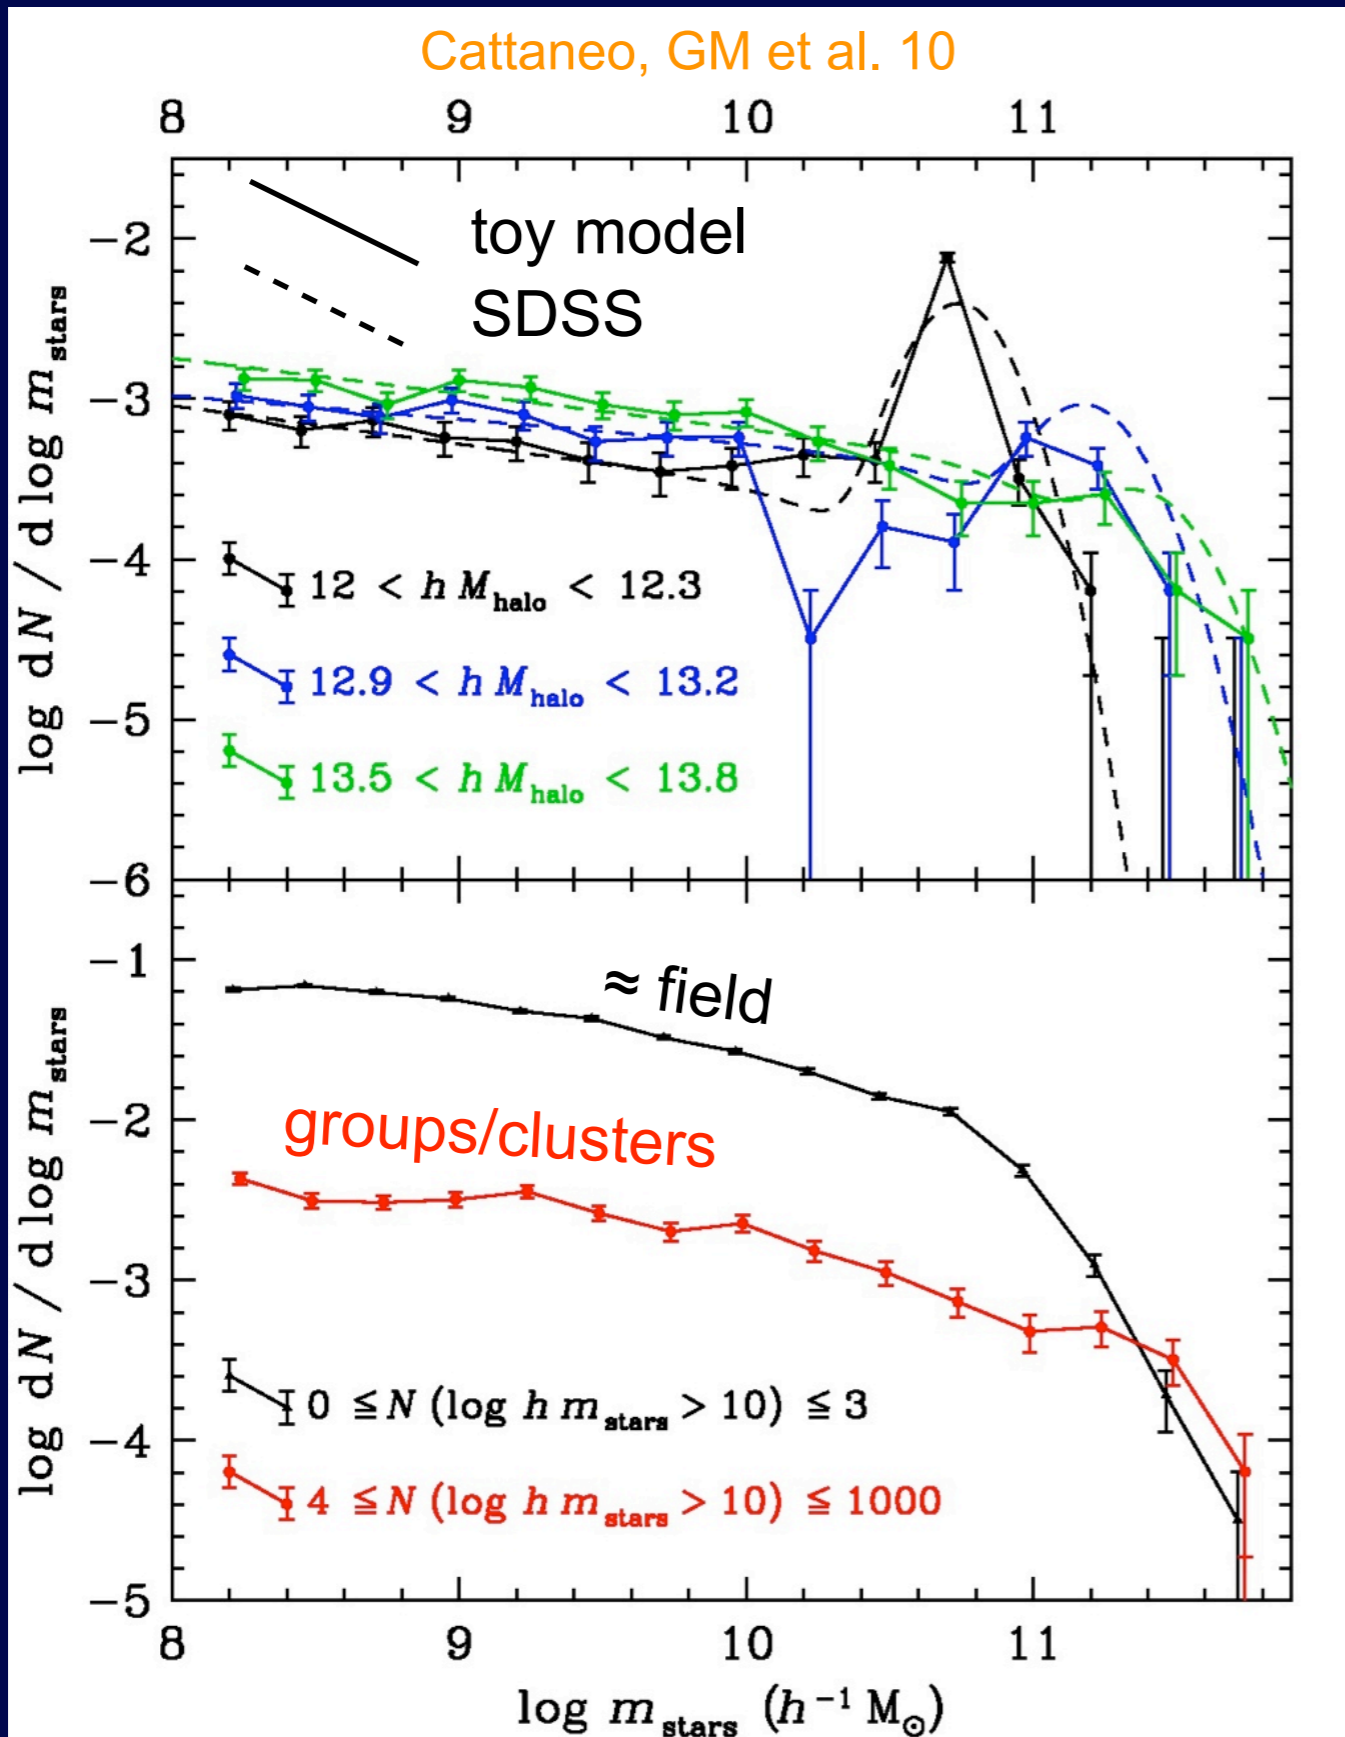 Cattaneo, GM et al. 10
8 9 10 11
toy model
SDSS
−2
−3
−4
−5
−6
log dN / d log m_stars
12 < h M_halo < 12.3
12.9 < h M_halo < 13.2
13.5 < h M_halo < 13.8
≈ field
groups/clusters
−1
−2
−3
−4
−5
log dN / d log m_stars
0 ≦ N (log h m_stars > 10) ≦ 3
4 ≦ N (log h m_stars > 10) ≦ 1000
8 9 10 11
log m_stars (h⁻¹ M_⊙)